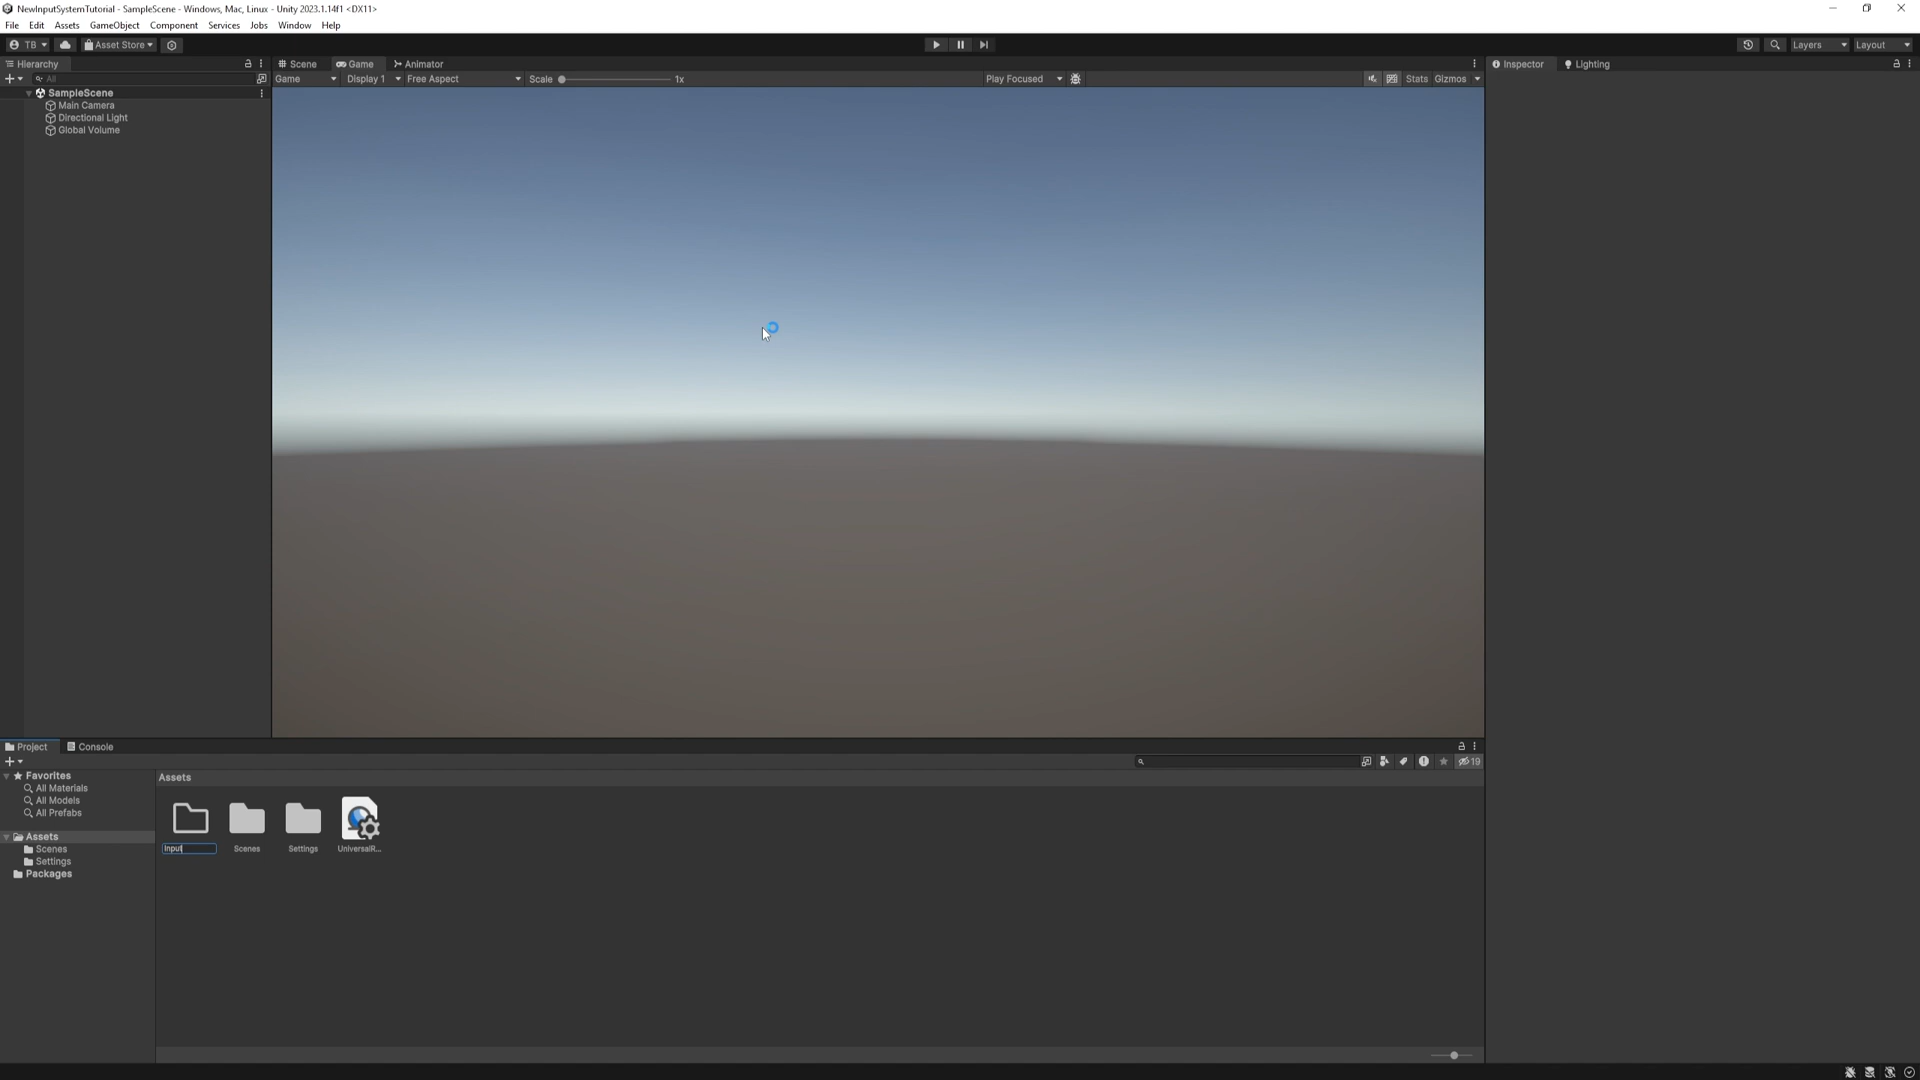 NewInputSystemTutorial - SampleScene - Windows, Mac, Linux - Unity 2023.1.14f1 <DX11>
File Edit Assets GameObject Component Services Jobs Window Help
TB Asset Store Layers Layout
Hierarchy Scene Game Animator Inspector Lighting
All Game Display 1 Free Aspect Scale 1x Play Focused Stats Gizmos
SampleScene
Main Camera
Directional Light
Global Volume
Project Console
19
Favorites Assets
All Materials
All Models
All Prefabs
Assets
Scenes
Settings
Packages
Input Scenes Settings UniversalR...